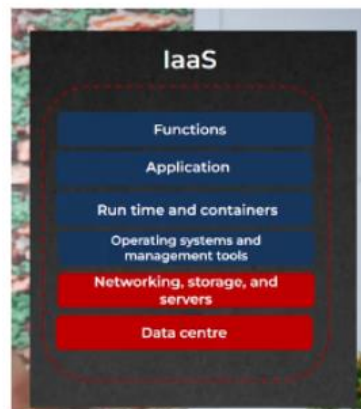 IaaS
Functions
Application
Run time and containers
Operating systems and
management tools
Networking, storage, and
servers
Data centre